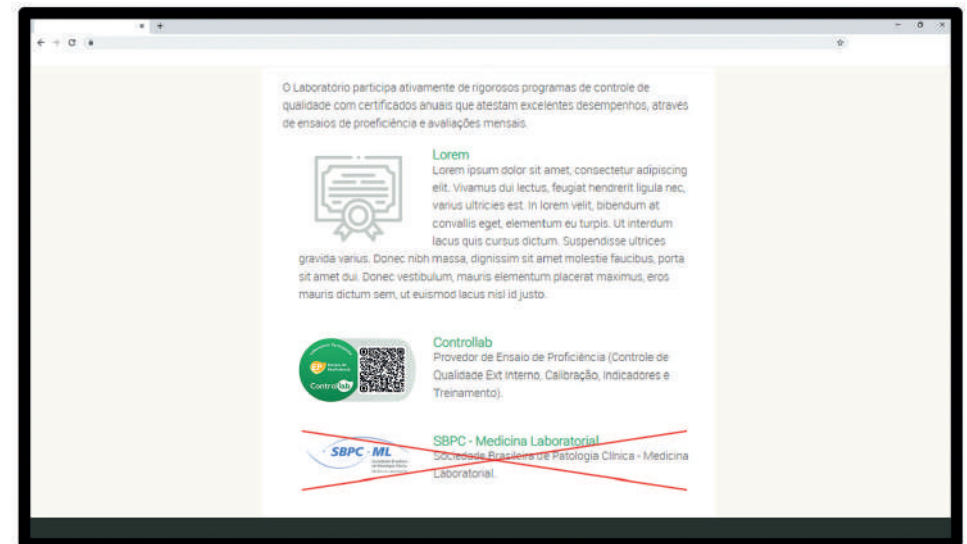 O Laboratório participa ativamente de rigorosos programas de controle de
qualidade com certificados anuais que atestam excelentes desempenhos, através
de ensaios de proeficiência e avaliações mensais.
Lorem
Lorem ipsum dolor sit amet, consectetur adipiscing
elit. Vivamus dui lectus, feugiat hendrerit ligula nec,
varius ultricies est. In lorem velit, bibendum at
convallis eget, elementum eu turpis. Ut interdum
lacus quis cursus dictum. Suspendisse ultrices
gravida varius. Donec nibh massa, dignissim sit amet molestie faucibus, porta
sit amet dui. Donec vestibulum, mauris elementum placerat maximus, eros
mauris dictum sem, ut euismod lacus nisl id justo.
EP
Ensaio de
Proficiência
Controllab
Controllab
Provedor de Ensaio de Proficiência (Controle de
Qualidade Ext Interno, Calibração, Indicadores e
Treinamento).
SBPC ML
SBPC - Medicina Laboratorial
Sociedade Brasileira de Patologia Clínica - Medicina
Laboratorial.